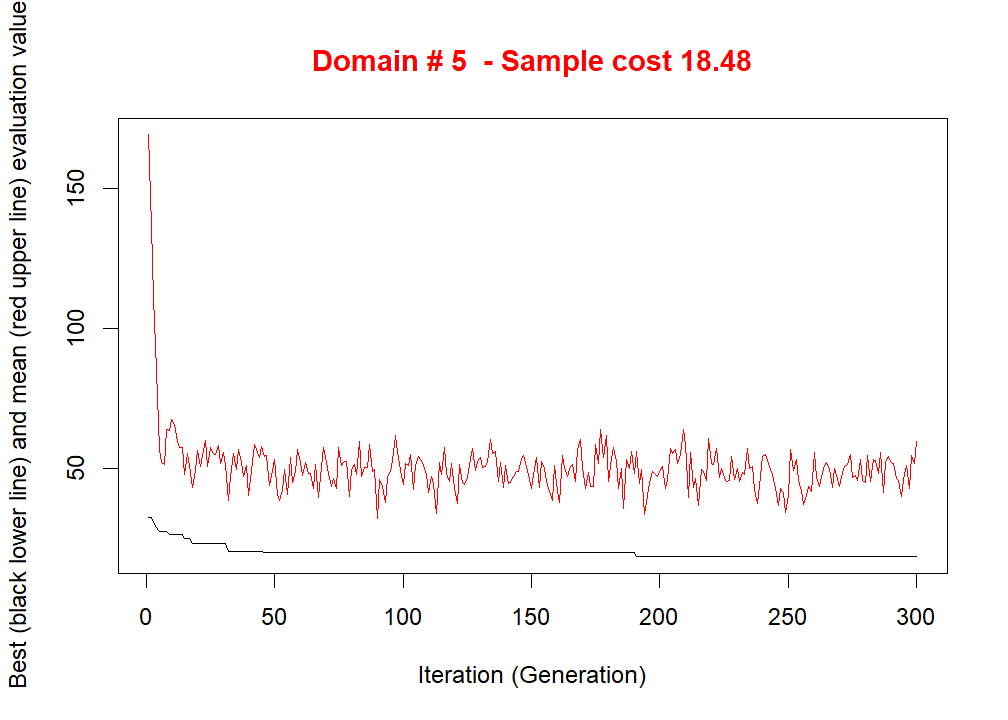 Domain # 5  - Sample cost 18.48
Best (black lower line) and mean (red upper line) evaluation value
150
100
50
0 50 100 150 200 250 300
Iteration (Generation)